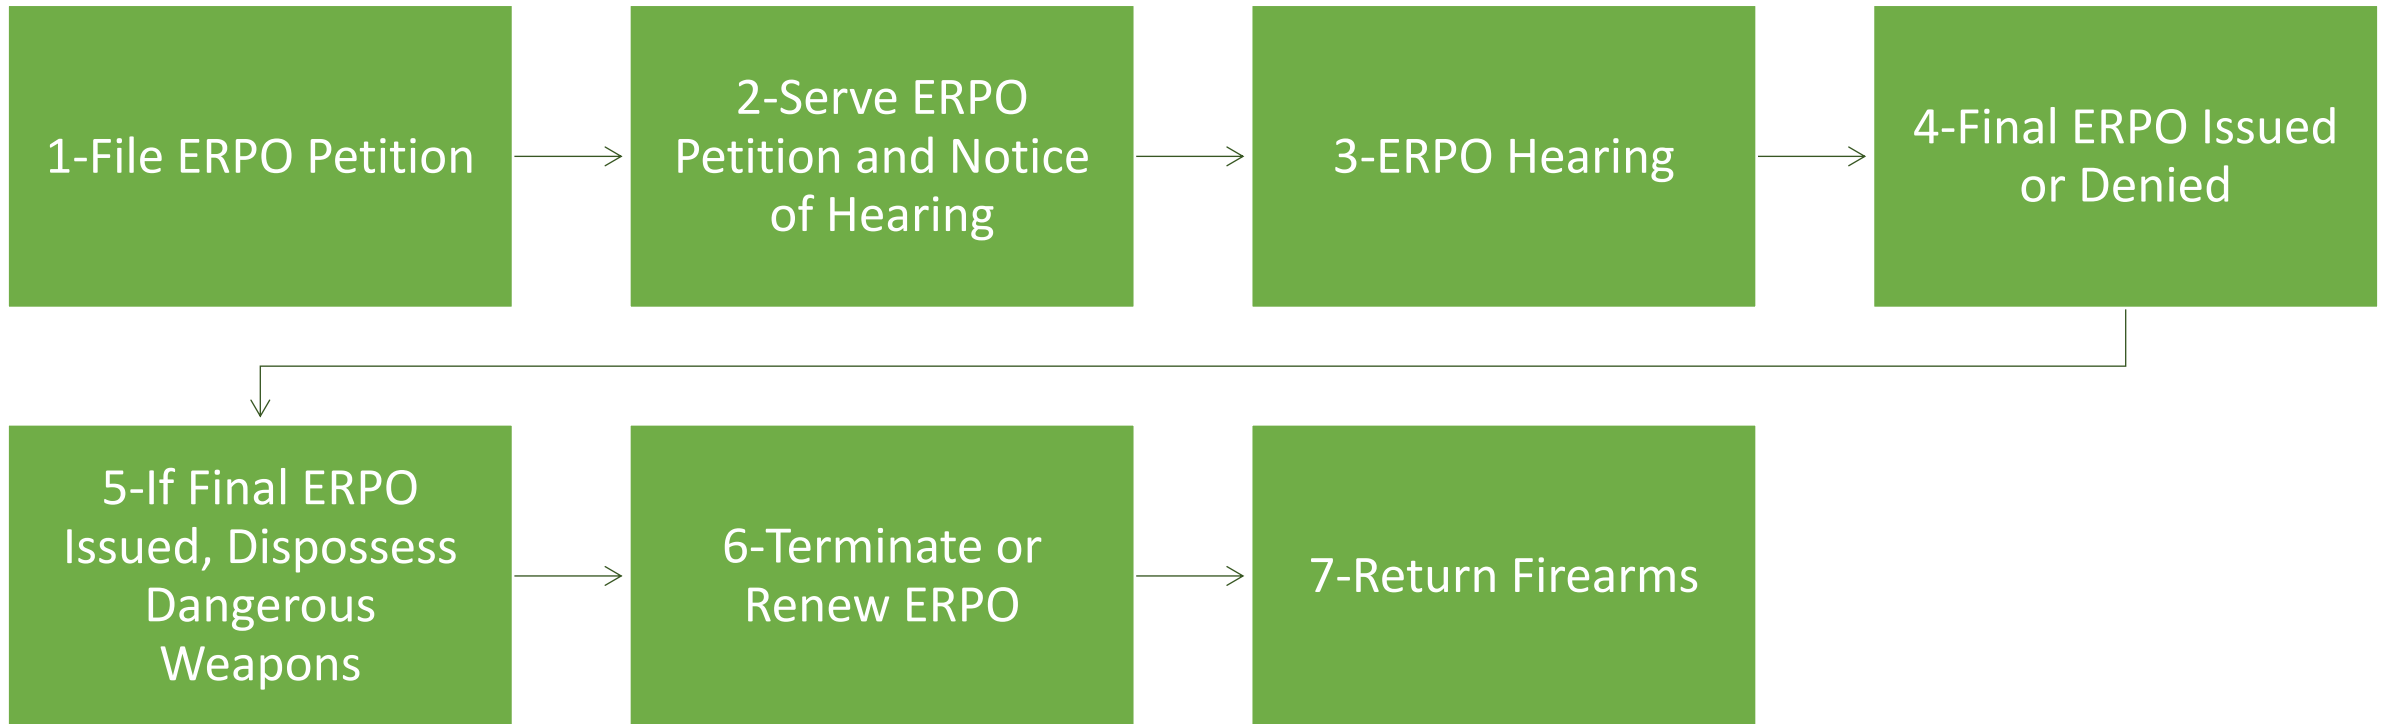 1-File ERPO Petition
2-Serve ERPO
Petition and Notice
of Hearing
3-ERPO Hearing
4-Final ERPO Issued
or Denied
5-If Final ERPO
Issued, Dispossess
Dangerous
Weapons
6-Terminate or
Renew ERPO
7-Return Firearms